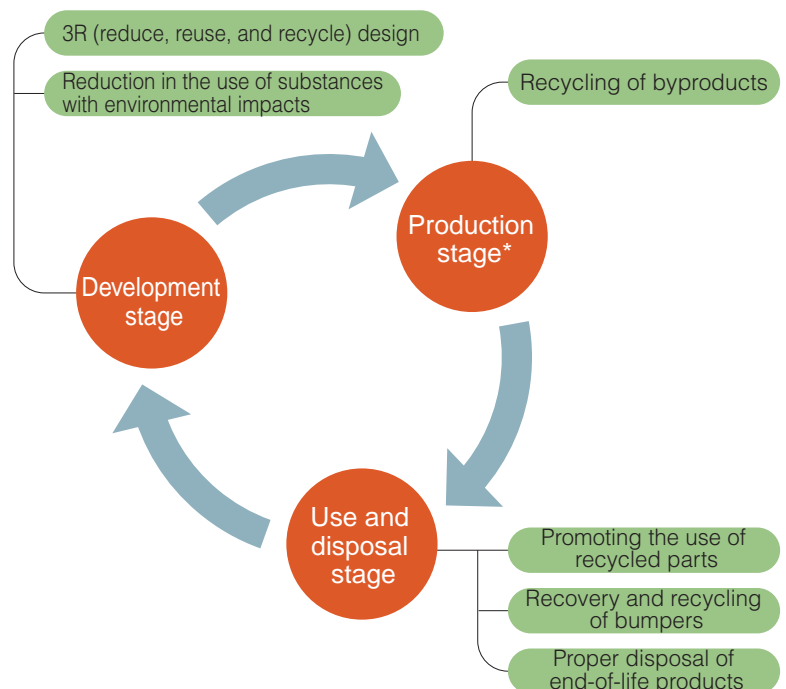 3R (reduce, reuse, and recycle) design
Reduction in the use of substances
with environmental impacts
Recycling of byproducts
Production
stage*
Development
stage
Use and
disposal
stage
Promoting the use of
recycled parts
Recovery and recycling
of bumpers
Proper disposal of
end-of-life products